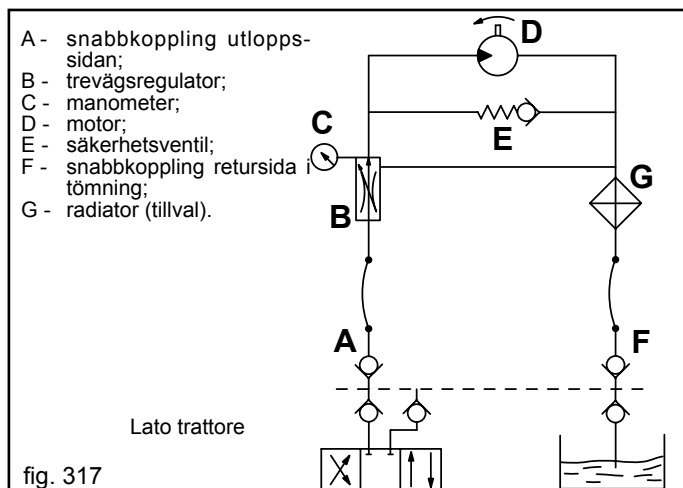 A - snabbkoppling utlopps-
sidan;
B - trevägsregulator;
C - manometer;
D - motor;
E - säkerhetsventil;
F - snabbkoppling retursida i
tömning;
G - radiator (tillval).
D
E
C
G
B
A
F
Lato trattore
fig. 317